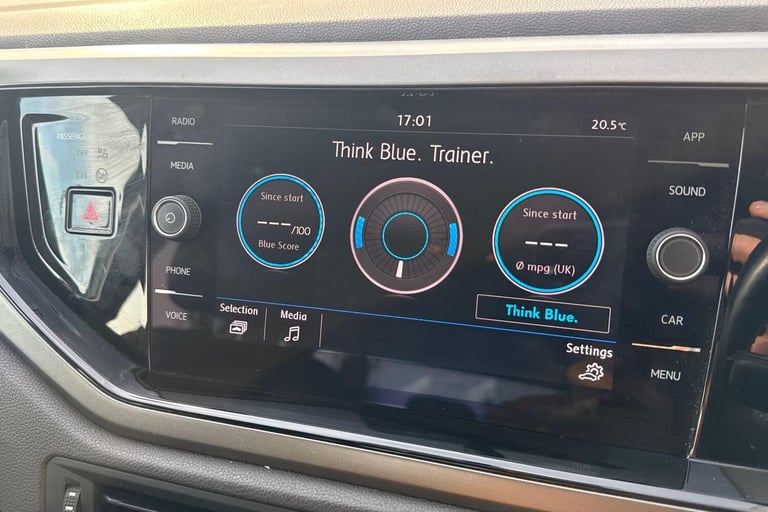 17:01
20.5°C
Think Blue. Trainer.
RADIO
MEDIA
PHONE
VOICE
Since start
---/100
Blue Score
Since start
---
Ø mpg (UK)
Think Blue.
Selection
Media
Settings
APP
SOUND
CAR
MENU